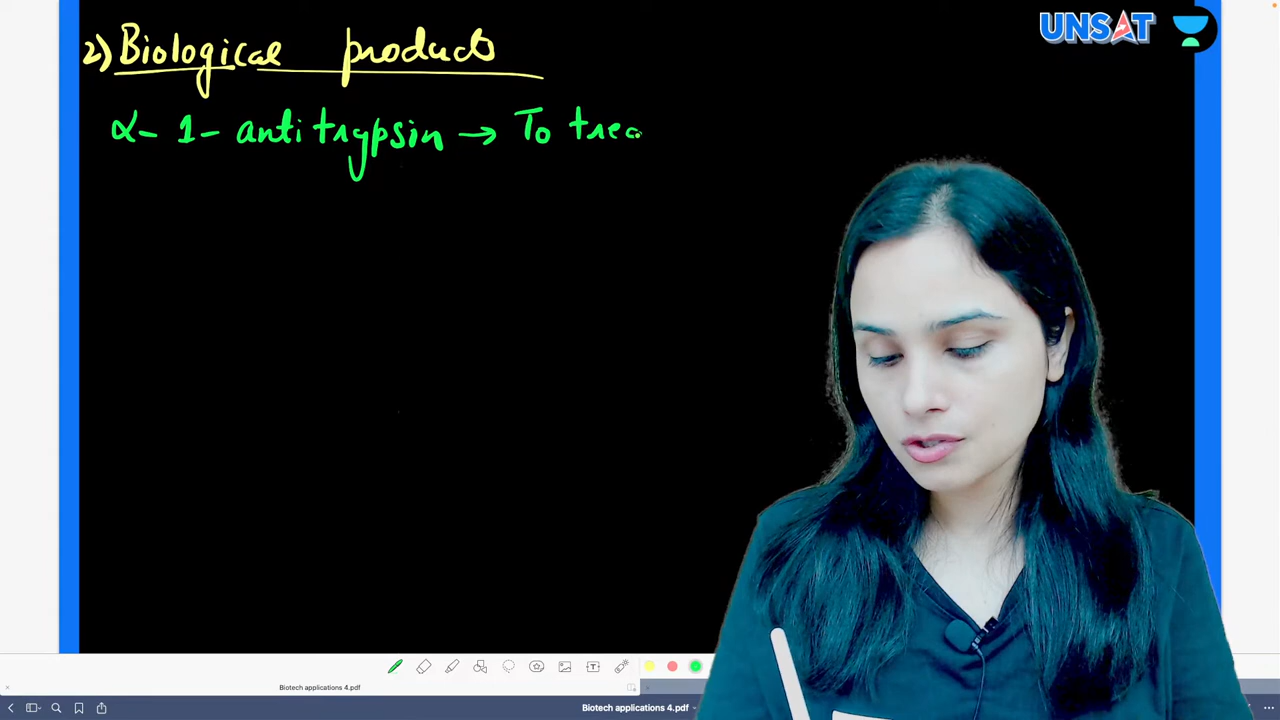 UNSAT
2) Biological products
α- 1- antitrypsin → To trea
Biotech applications 4.pdf
Biotech applications 4.pdf